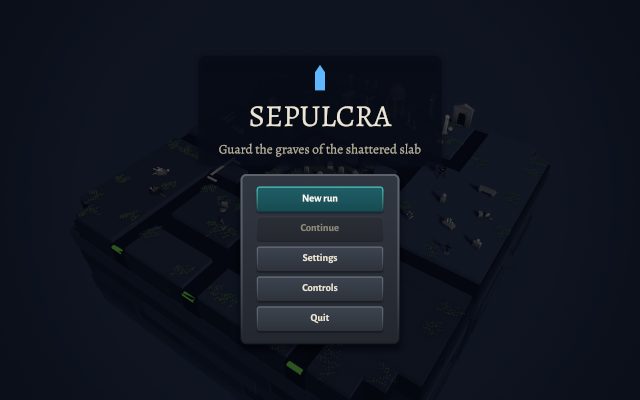 SEPULCRA
Guard the graves of the shattered slab
New run
Continue
Settings
Controls
Quit